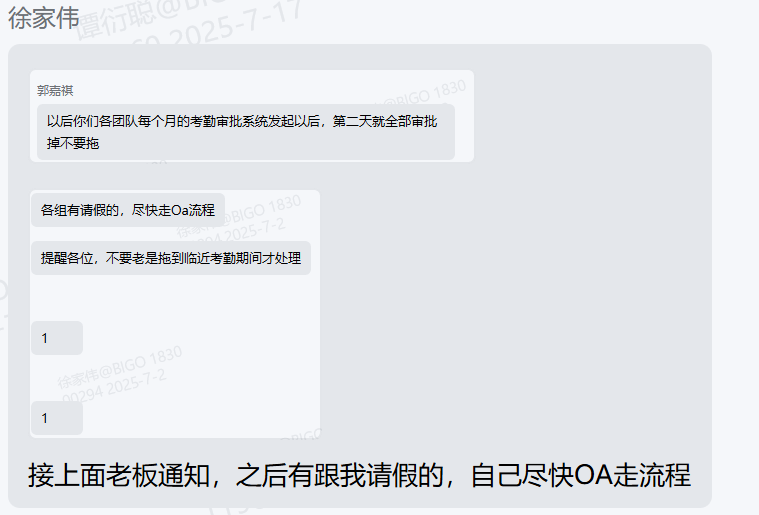 徐家伟
谭衍聪@BIGO
60 2025-7-17
郭嘉祺
@BIGO 1830
以后你们各团队每个月的考勤审批系统发起以后，第二天就全部审批
掉不要拖
各组有请假的，尽快走Oa流程
徐家伟@BIGO 1830
0294 2025-7-2
提醒各位，不要老是拖到临近考勤期间才处理
1
徐家伟@BIGO 1830
00294 2025-7-2
1
@BIGO
接上面老板通知，之后有跟我请假的，自己尽快OA走流程